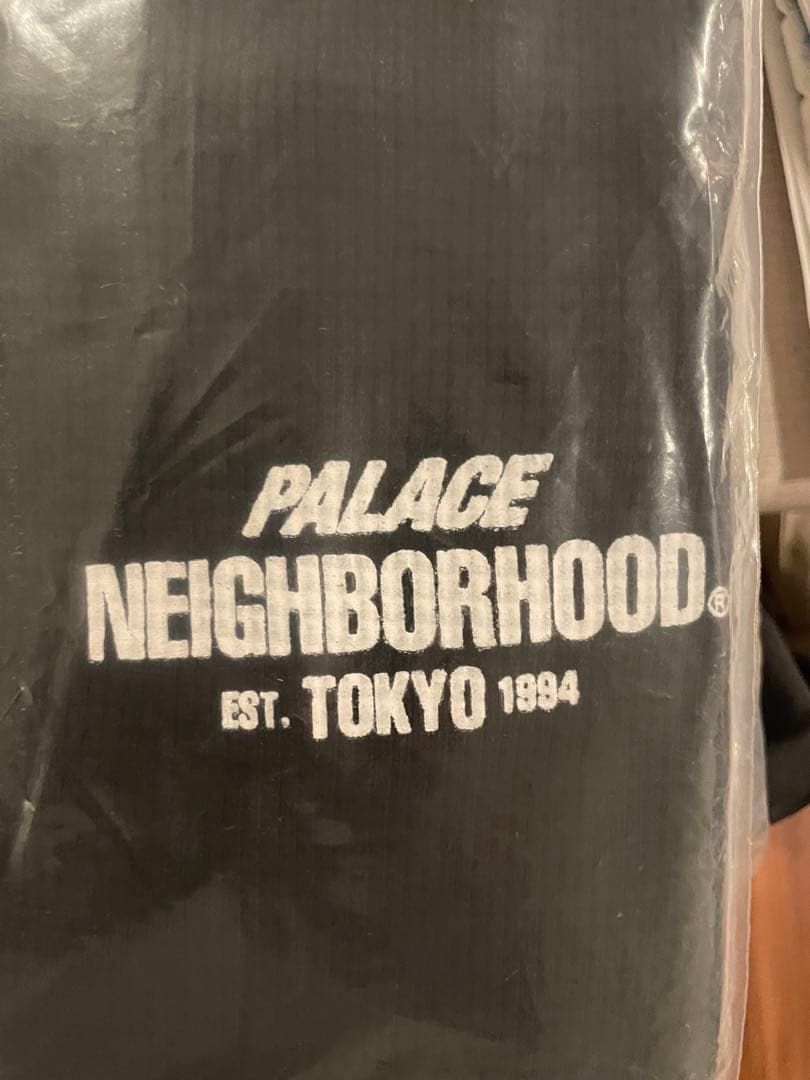 PALACE
NEIGHBORHOOD®
EST. TOKYO 1994